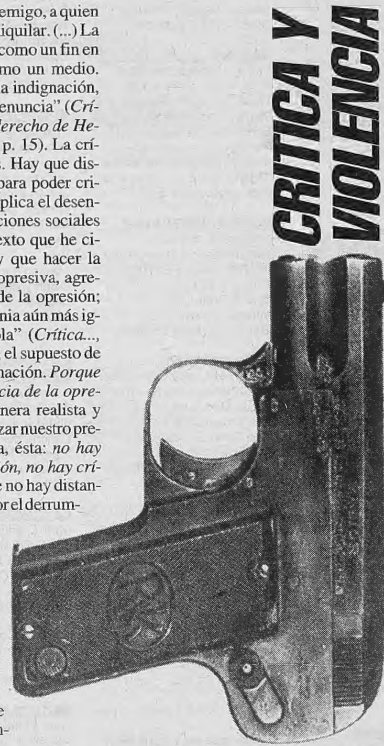 CRITICA Y
VIOLENCIA
emigo, a quien
iquilar. (...) La
como un fin en
mo un medio.
a indignación,
enuncia" (Crí-
lerecho de He-
p. 15). La crí-
. Hay que dis-
para poder cri-
plica el desen-
ciones sociales
exto que he ci-
y que hacer la
opresiva, agre-
de la opresión;
nia aún más ig-
ola" (Crítica...,
el supuesto de
nación. Porque
cia de la opre-
nera realista y
zar nuestro pre-
a, ésta: no hay
ón, no hay crí-
e no hay distan-
or el derrum-
e
n-